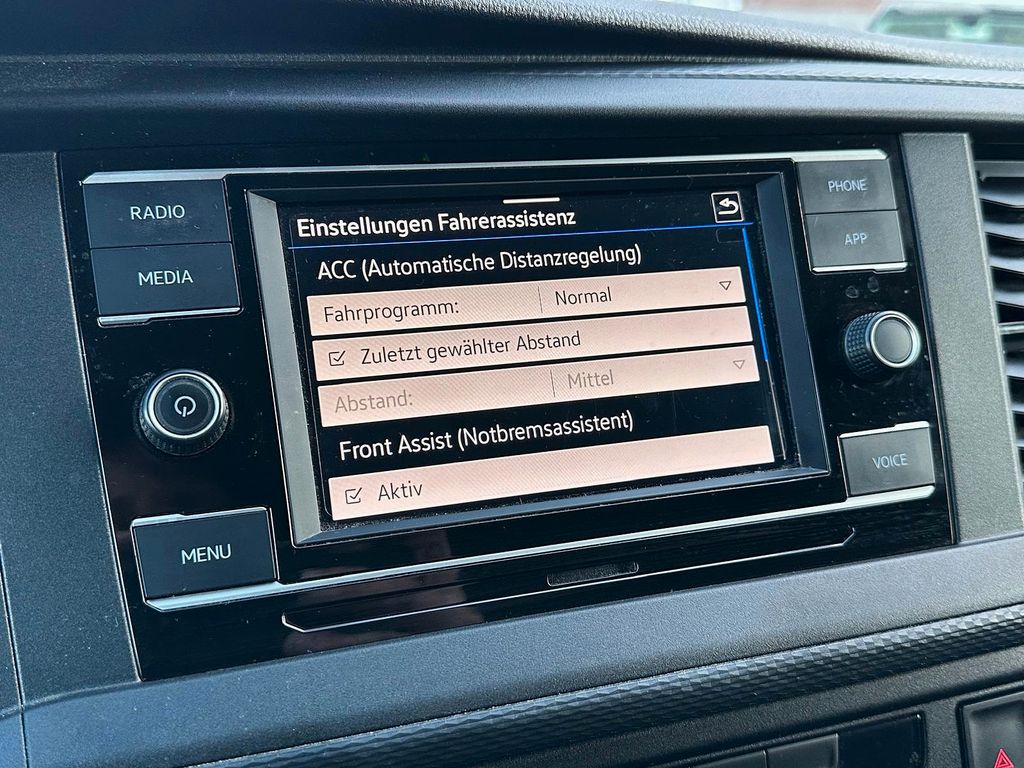 RADIO
MEDIA
MENU
Einstellungen Fahrerassistenz
ACC (Automatische Distanzregelung)
Fahrprogramm: Normal
Zuletzt gewählter Abstand
Abstand: Mittel
Front Assist (Notbremsassistent)
Aktiv
PHONE
APP
VOICE